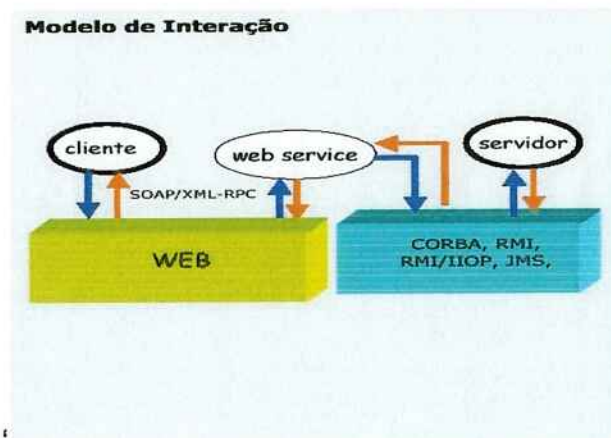 Modelo de Interação
cliente
web service
servidor
SOAP/XML-RPC
WEB
CORBA, RMI,
RMI/IIOP, JMS,